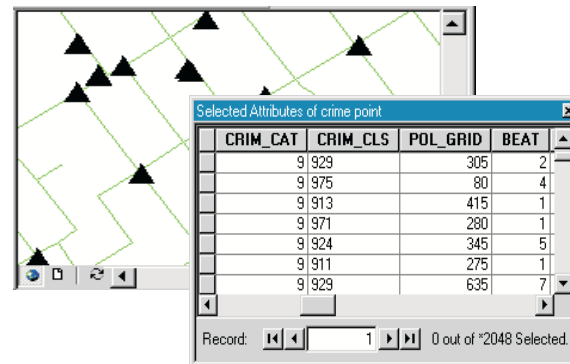 Selected Attributes of crime point
CRIM_CAT CRIM_CLS POL_GRID BEAT
9 929 305 2
9 975 80 4
9 913 415 1
9 971 280 1
9 924 345 5
9 911 275 1
9 929 635 7
Record: 1 0 out of *2048 Selected.